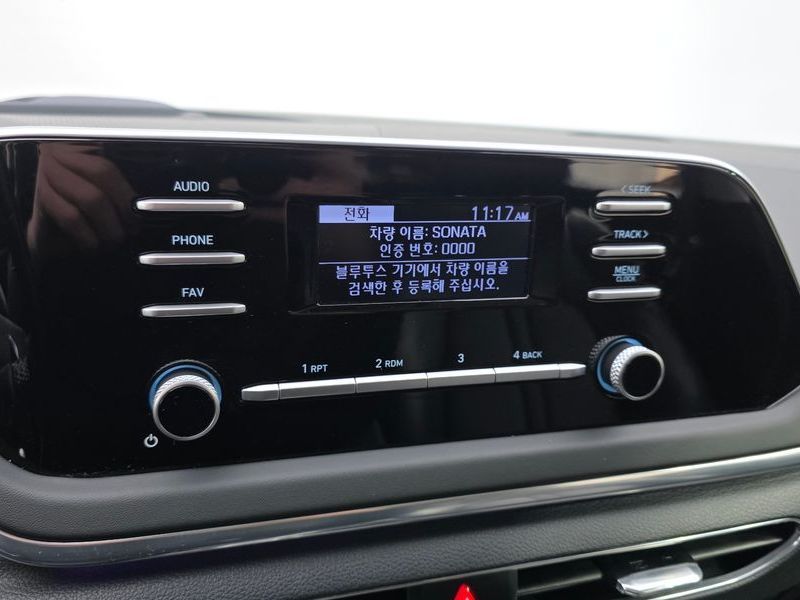 AUDIO
PHONE
FAV
전화 11:17 AM
차량 이름: SONATA
인증 번호: 0000
블루투스 기기에서 차량 이름을
검색한 후 등록해 주십시오.
< SEEK
TRACK >
MENU
CLOCK
1 RPT 2 RDM 3 4 BACK